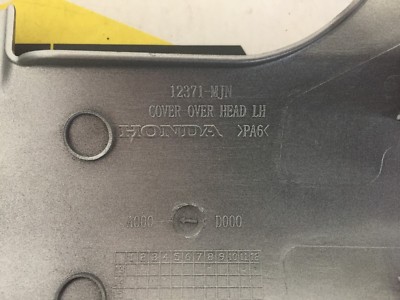 12371-MJN
COVER OVER HEAD LH
HONDA >PA6<
A000 D000
1 2 3 4 5 6 7 8 9 10 11 12